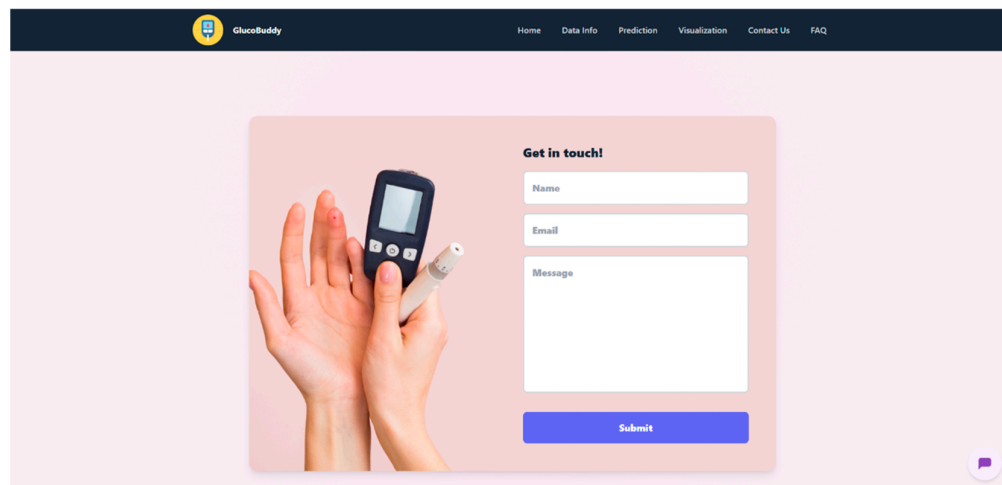 GlucoBuddy
Home Data Info Prediction Visualization Contact Us FAQ
Get in touch!
Name
Email
Message
Submit